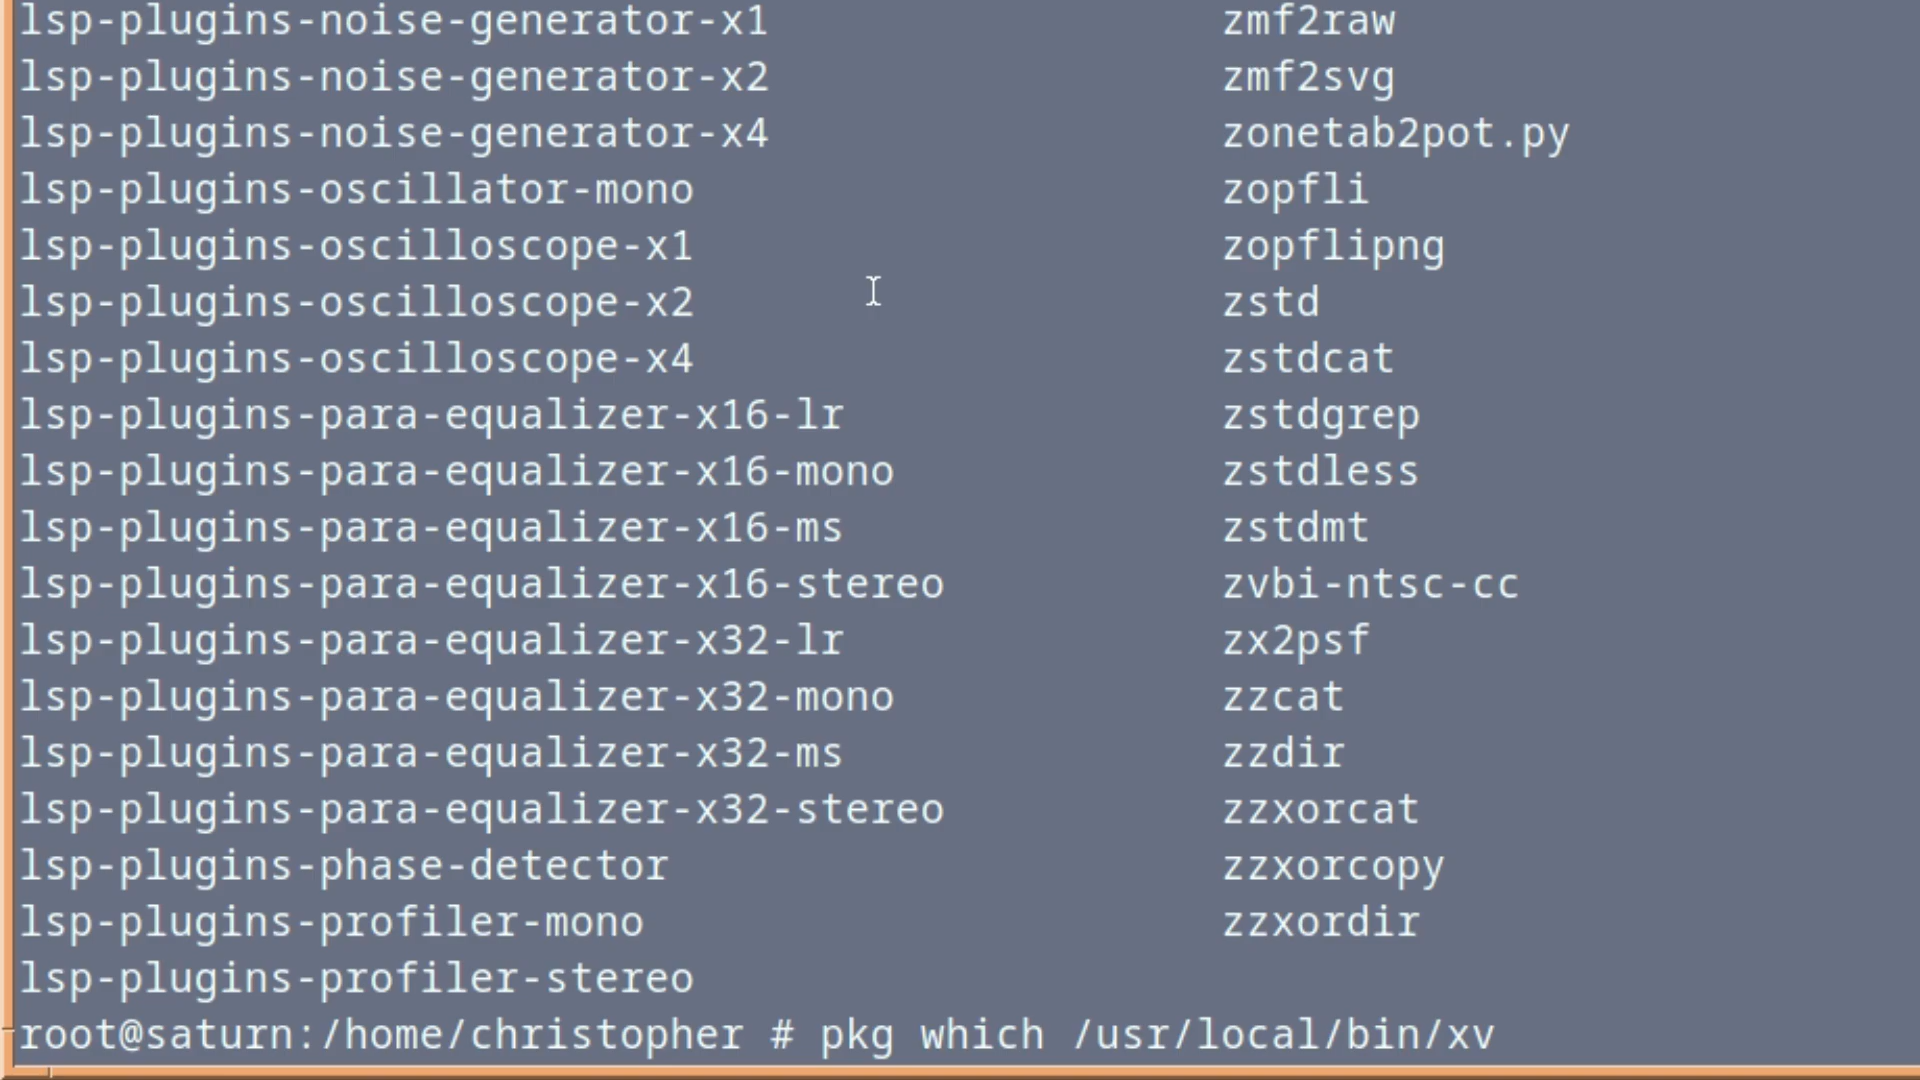 lsp-plugins-noise-generator-x1 zmf2raw
lsp-plugins-noise-generator-x2 zmf2svg
lsp-plugins-noise-generator-x4 zonetab2pot.py
lsp-plugins-oscillator-mono zopfli
lsp-plugins-oscilloscope-x1 zopflipng
lsp-plugins-oscilloscope-x2 zstd
lsp-plugins-oscilloscope-x4 zstdcat
lsp-plugins-para-equalizer-x16-lr zstdgrep
lsp-plugins-para-equalizer-x16-mono zstdless
lsp-plugins-para-equalizer-x16-ms zstdmt
lsp-plugins-para-equalizer-x16-stereo zvbi-ntsc-cc
lsp-plugins-para-equalizer-x32-lr zx2psf
lsp-plugins-para-equalizer-x32-mono zzcat
lsp-plugins-para-equalizer-x32-ms zzdir
lsp-plugins-para-equalizer-x32-stereo zzxorcat
lsp-plugins-phase-detector zzxorcopy
lsp-plugins-profiler-mono zzxordir
lsp-plugins-profiler-stereo
root@saturn:/home/christopher # pkg which /usr/local/bin/xv